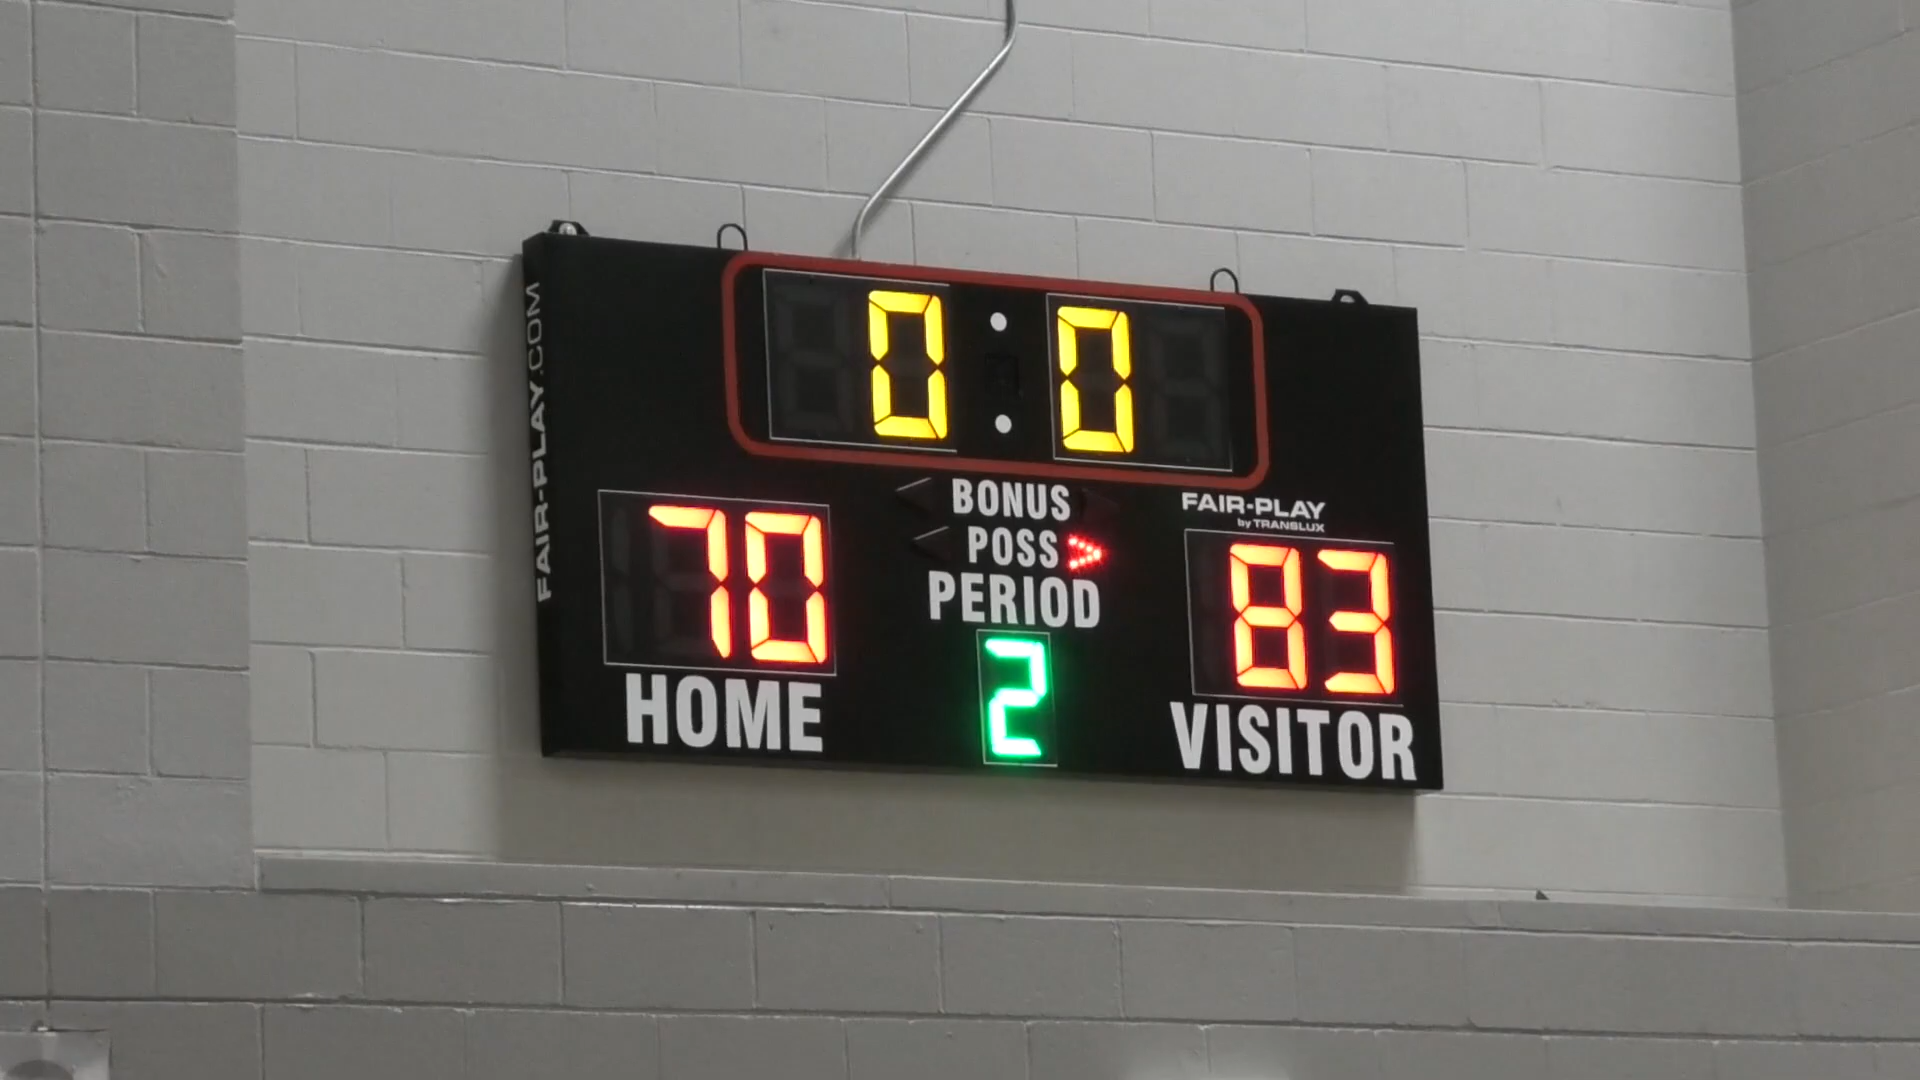 FAIR-PLAY.COM
0:0
BONUS
FAIR-PLAY
by TRANSLUX
POSS
PERIOD
70
2
83
HOME
VISITOR